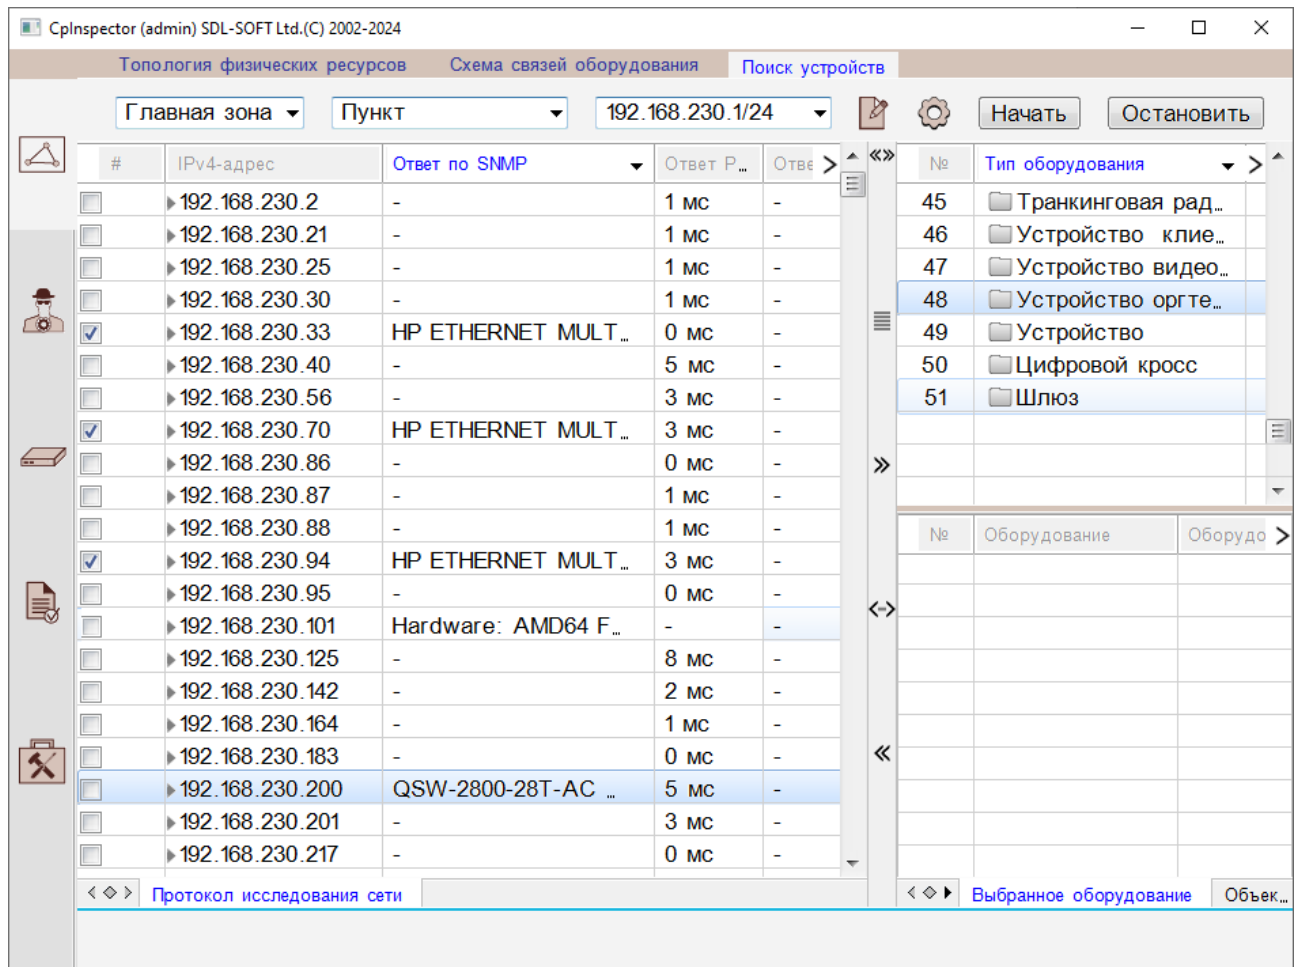 CpInspector (admin) SDL-SOFT Ltd.(C) 2002-2024
Топология физических ресурсов Схема связей оборудования Поиск устройств
Главная зона Пункт 192.168.230.1/24 Начать Остановить
# IPv4-адрес Ответ по SNMP Ответ P... Отве
192.168.230.2 - 1 мс -
192.168.230.21 - 1 мс -
192.168.230.25 - 1 мс -
192.168.230.30 - 1 мс -
192.168.230.33 HP ETHERNET MULT... 0 мс -
192.168.230.40 - 5 мс -
192.168.230.56 - 3 мс -
192.168.230.70 HP ETHERNET MULT... 3 мс -
192.168.230.86 - 0 мс -
192.168.230.87 - 1 мс -
192.168.230.88 - 1 мс -
192.168.230.94 HP ETHERNET MULT... 3 мс -
192.168.230.95 - 0 мс -
192.168.230.101 Hardware: AMD64 F... - -
192.168.230.125 - 8 мс -
192.168.230.142 - 2 мс -
192.168.230.164 - 1 мс -
192.168.230.183 - 0 мс -
192.168.230.200 QSW-2800-28T-AC ... 5 мс -
192.168.230.201 - 3 мс -
192.168.230.217 - 0 мс -
Протокол исследования сети
№ Тип оборудования
45 Транкинговая рад...
46 Устройство клие...
47 Устройство видео...
48 Устройство оргте...
49 Устройство
50 Цифровой кросс
51 Шлюз
№ Оборудование Оборудо
Выбранное оборудование Объек...